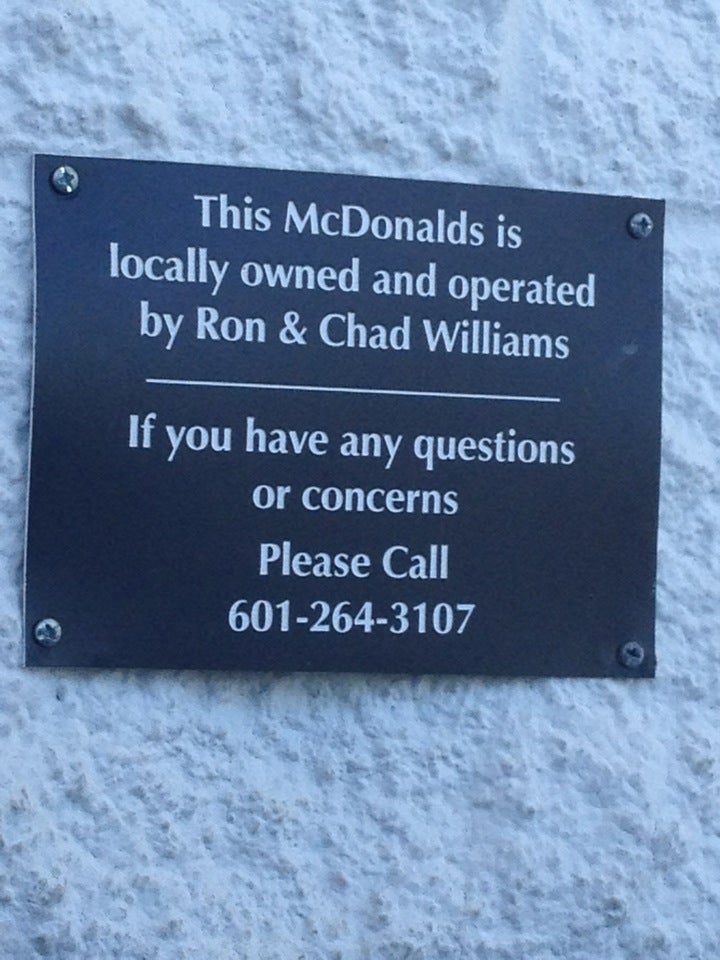 This McDonalds is
locally owned and operated
by Ron & Chad Williams
If you have any questions
or concerns
Please Call
601-264-3107